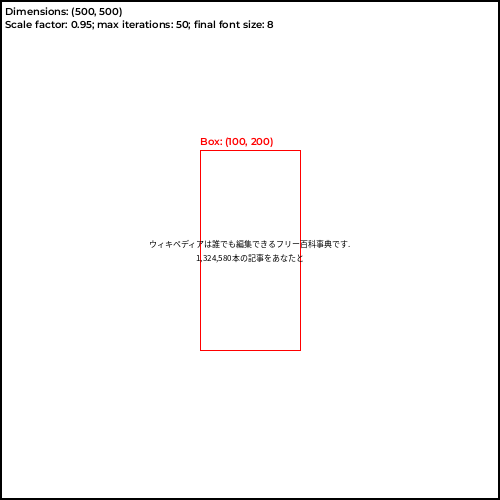 Dimensions: (500, 500)
Scale factor: 0.95; max iterations: 50; final font size: 8
Box: (100, 200)
ウィキペディアは誰でも編集できるフリー百科事典です.
1,324,580本の記事をあなたと